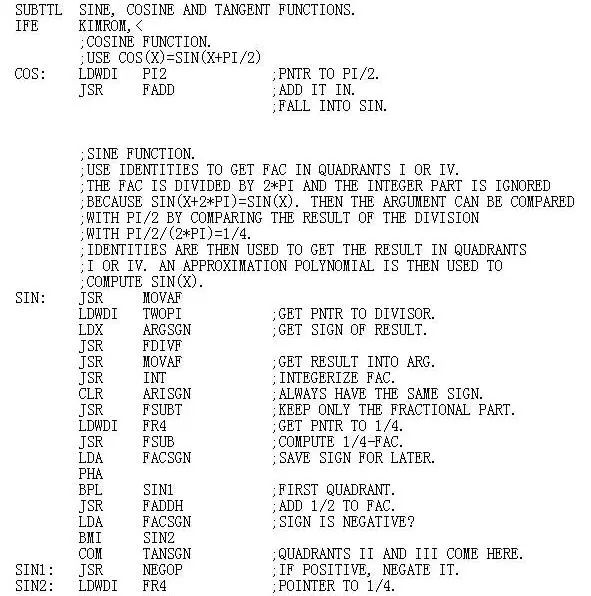 SUBTTL SINE, COSINE AND TANGENT FUNCTIONS.
IFE KIMROM,<
;COSINE FUNCTION.
;USE COS(X)=SIN(X+PI/2)
COS: LDWDI PI2 ;PNTR TO PI/2.
JSR FADD ;ADD IT IN.
;FALL INTO SIN.
;SINE FUNCTION.
;USE IDENTITIES TO GET FAC IN QUADRANTS I OR IV.
;THE FAC IS DIVIDED BY 2*PI AND THE INTEGER PART IS IGNORED
;BECAUSE SIN(X+2*PI)=SIN(X). THEN THE ARGUMENT CAN BE COMPARED
;WITH PI/2 BY COMPARING THE RESULT OF THE DIVISION
;WITH PI/2/(2*PI)=1/4.
;IDENTITIES ARE THEN USED TO GET THE RESULT IN QUADRANTS
;I OR IV. AN APPROXIMATION POLYNOMIAL IS THEN USED TO
;COMPUTE SIN(X).
SIN: JSR MOVAF
LDWDI TWOPI ;GET PNTR TO DIVISOR.
LDX ARGSGN ;GET SIGN OF RESULT.
JSR FDIVF
JSR MOVAF ;GET RESULT INTO ARG.
JSR INT ;INTEGERIZE FAC.
CLR ARISGN ;ALWAYS HAVE THE SAME SIGN.
JSR FSUBT ;KEEP ONLY THE FRACTIONAL PART.
LDWDI FR4 ;GET PNTR TO 1/4.
JSR FSUB ;COMPUTE 1/4-FAC.
LDA FACSGN ;SAVE SIGN FOR LATER.
PHA
BPL SIN1 ;FIRST QUADRANT.
JSR FADDH ;ADD 1/2 TO FAC.
LDA FACSGN ;SIGN IS NEGATIVE?
BMI SIN2
COM TANSGN ;QUADRANTS II AND III COME HERE.
SIN1: JSR NEGOP ;IF POSITIVE, NEGATE IT.
SIN2: LDWDI FR4 ;POINTER TO 1/4.